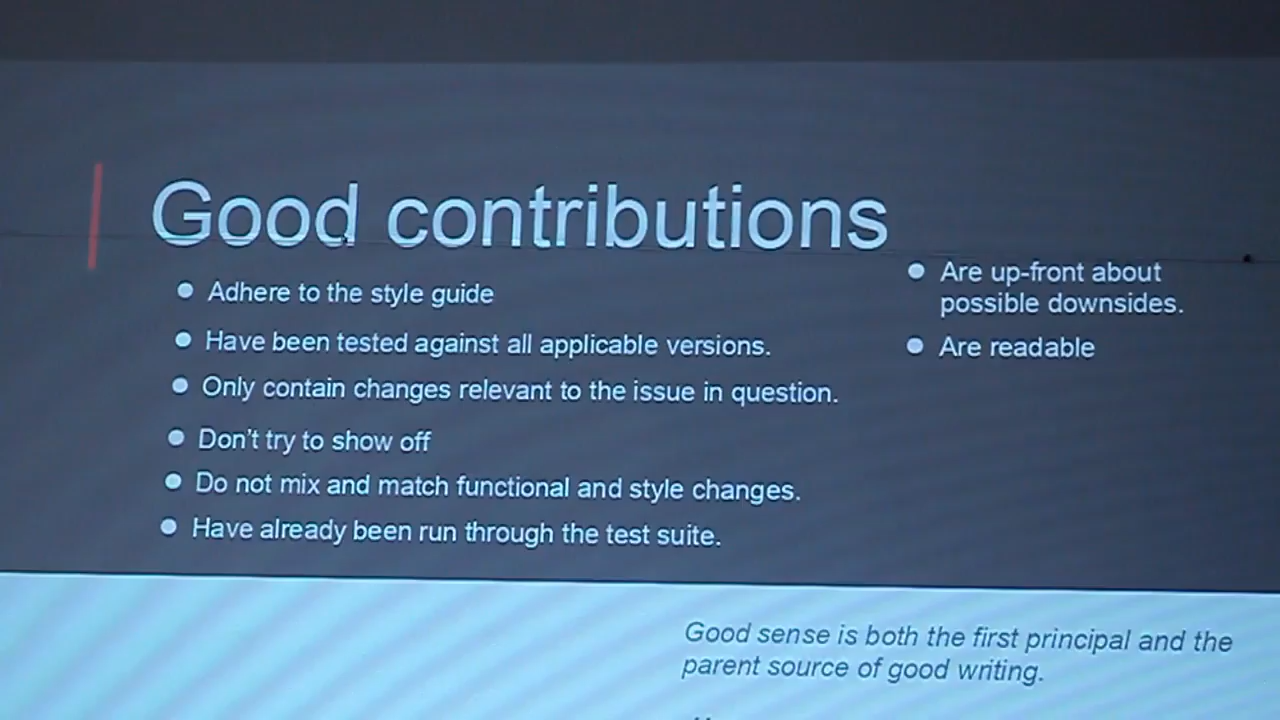 Good contributions
Adhere to the style guide
Have been tested against all applicable versions.
Only contain changes relevant to the issue in question.
Don't try to show off
Do not mix and match functional and style changes.
Have already been run through the test suite.
Are up-front about
possible downsides.
Are readable
Good sense is both the first principal and the
parent source of good writing.